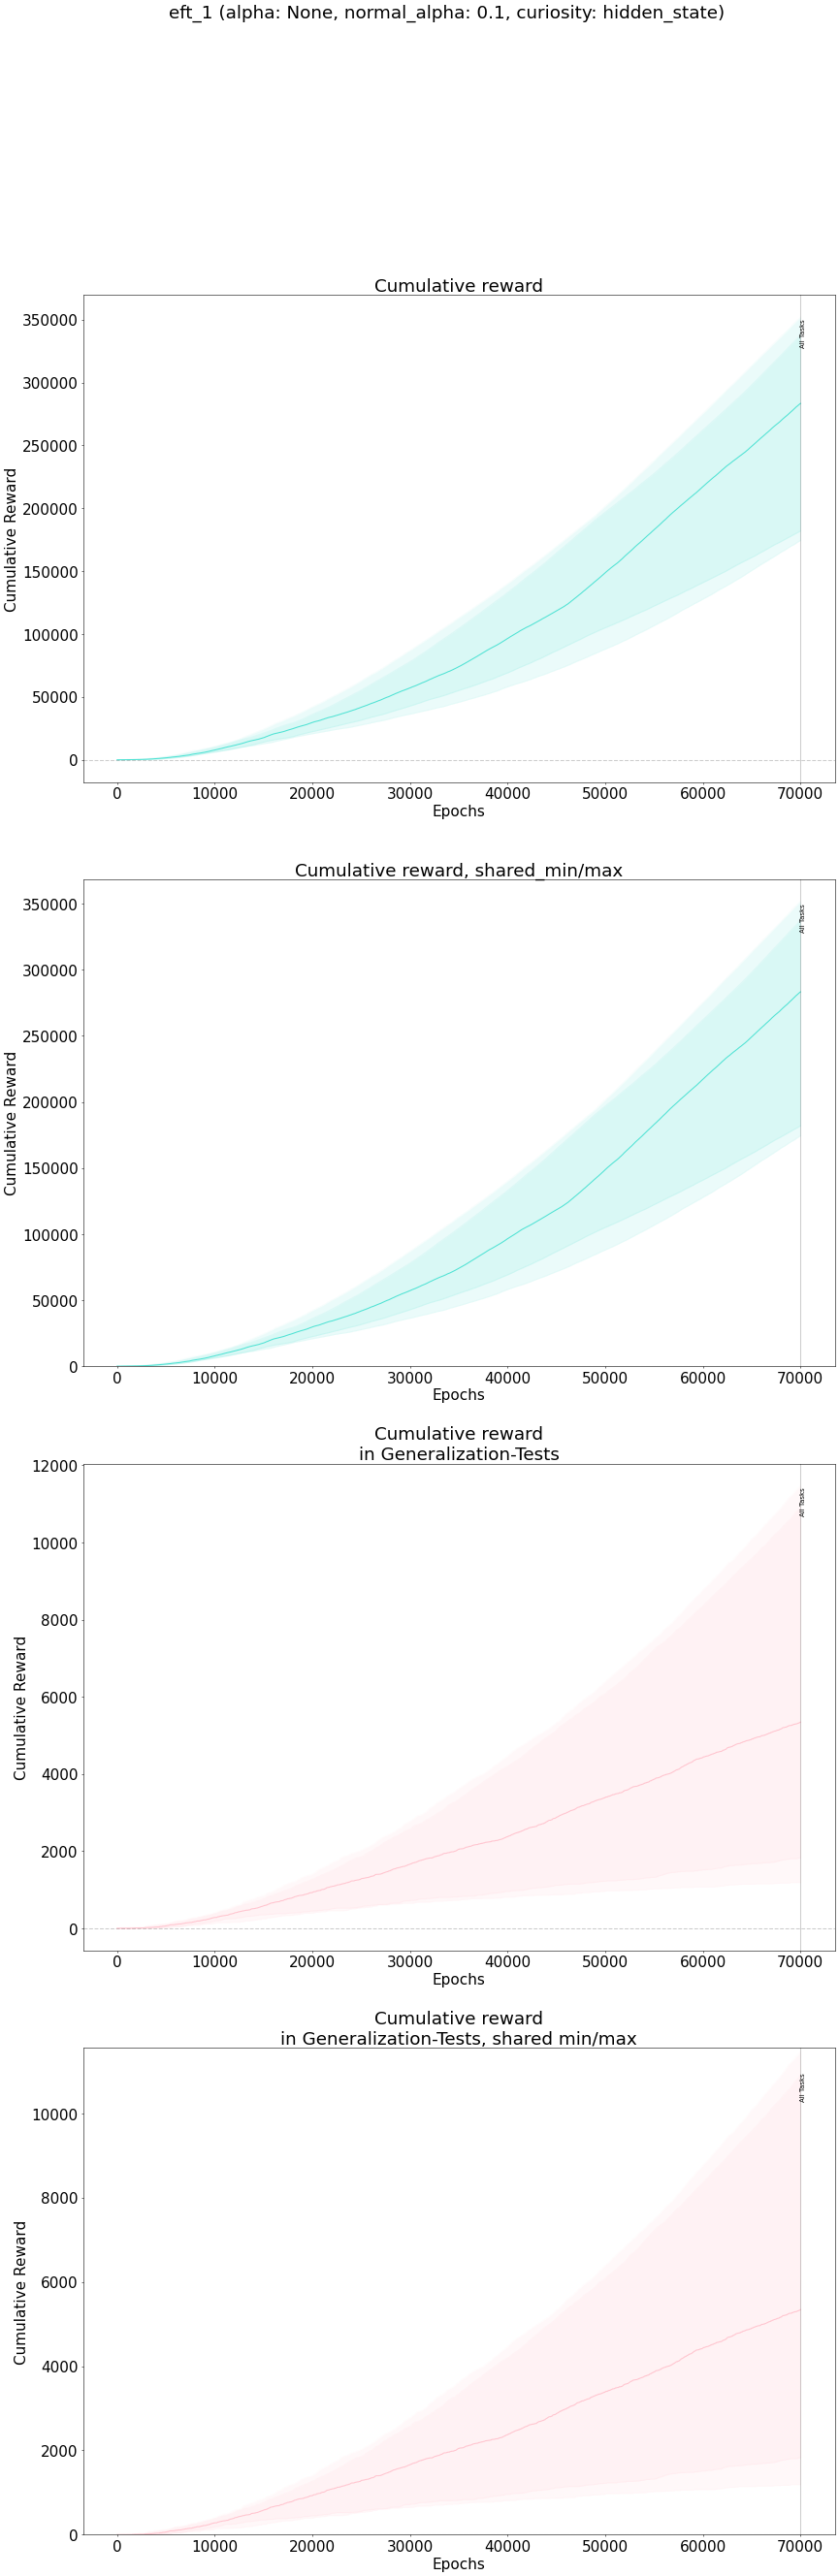 eft_1 (alpha: None, normal_alpha: 0.1, curiosity: hidden_state)
Cumulative reward
350000
300000
250000
200000
150000
100000
50000
0
Cumulative Reward
All Tasks
0 10000 20000 30000 40000 50000 60000 70000
Epochs
Cumulative reward, shared_min/max
350000
300000
250000
200000
150000
100000
50000
0
Cumulative Reward
All Tasks
0 10000 20000 30000 40000 50000 60000 70000
Epochs
Cumulative reward
in Generalization-Tests
12000
10000
8000
6000
4000
2000
0
Cumulative Reward
All Tasks
0 10000 20000 30000 40000 50000 60000 70000
Epochs
Cumulative reward
in Generalization-Tests, shared min/max
10000
8000
6000
4000
2000
0
Cumulative Reward
All Tasks
0 10000 20000 30000 40000 50000 60000 70000
Epochs